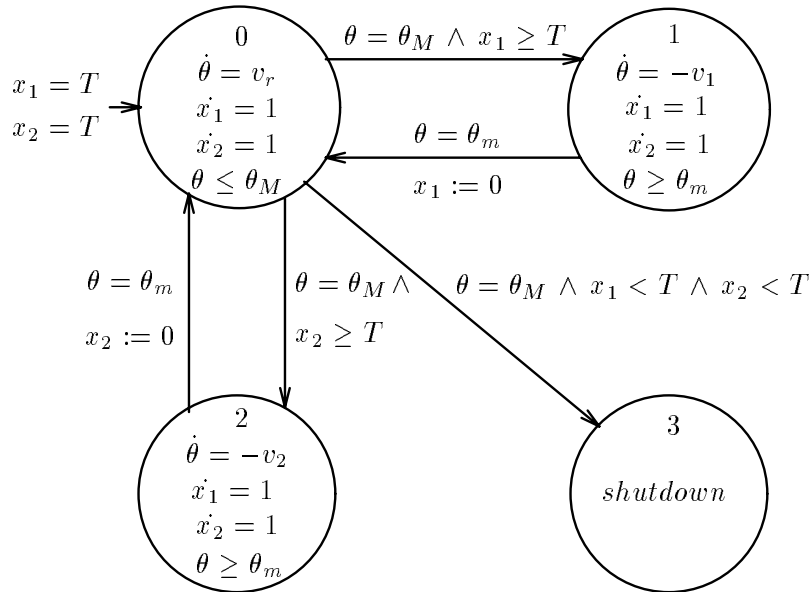 0
θ̇ = v_r
ẋ_1 = 1
ẋ_2 = 1
θ ≤ θ_M
x_1 = T
x_2 = T
θ = θ_M ∧ x_1 ≥ T
1
θ̇ = −v_1
ẋ_1 = 1
ẋ_2 = 1
θ ≥ θ_m
θ = θ_m
x_1 := 0
θ = θ_m
x_2 := 0
θ = θ_M ∧
x_2 ≥ T
θ = θ_M ∧ x_1 < T ∧ x_2 < T
2
θ̇ = −v_2
ẋ_1 = 1
ẋ_2 = 1
θ ≥ θ_m
3
shutdown